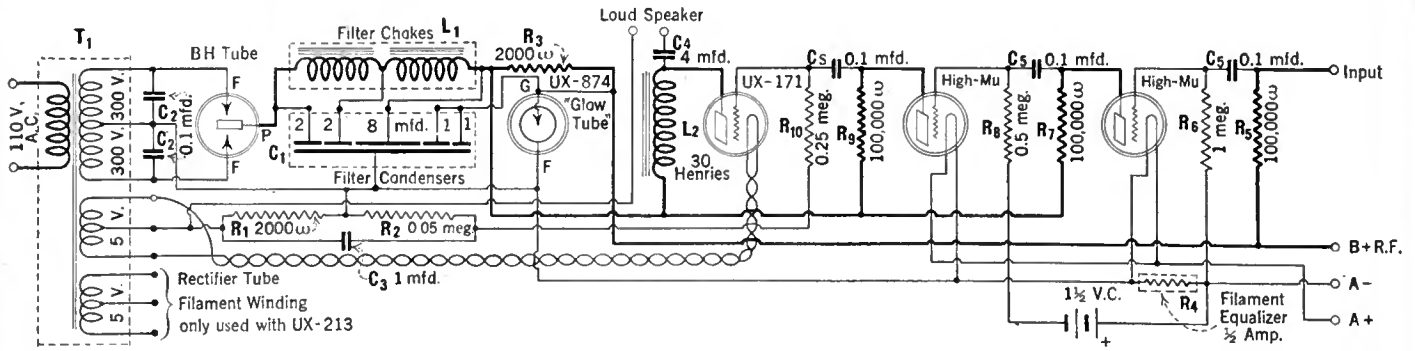 T1
110 V.
A.C.
300 V.
300 V.
C2
C2
0.1 mfd.
BH Tube
F
P
F
Filter Chokes L1
2 2 8 mfd. 1 1
C1
Filter Condensers
R3
2000ω
UX-874
G
"Glow
Tube"
F
Loud Speaker
C4
4 mfd.
L2
30
Henries
UX-171
R10
0.25 meg.
CS 0.1 mfd.
R9
100,000 ω
High-Mu
R8
0.5 meg.
C5 0.1 mfd.
R7
100,000 ω
High-Mu
R6
1 meg.
C5 0.1 mfd.
R5
100,000 ω
Input
5 V.
R1 2000ω
R2 0.05 meg.
C3 1 mfd.
B+R.F.
A-
A+
5 V.
Rectifier Tube
Filament Winding
only used with UX-213
1½ V.C.
+
R4
Filament
Equalizer
½ Amp.